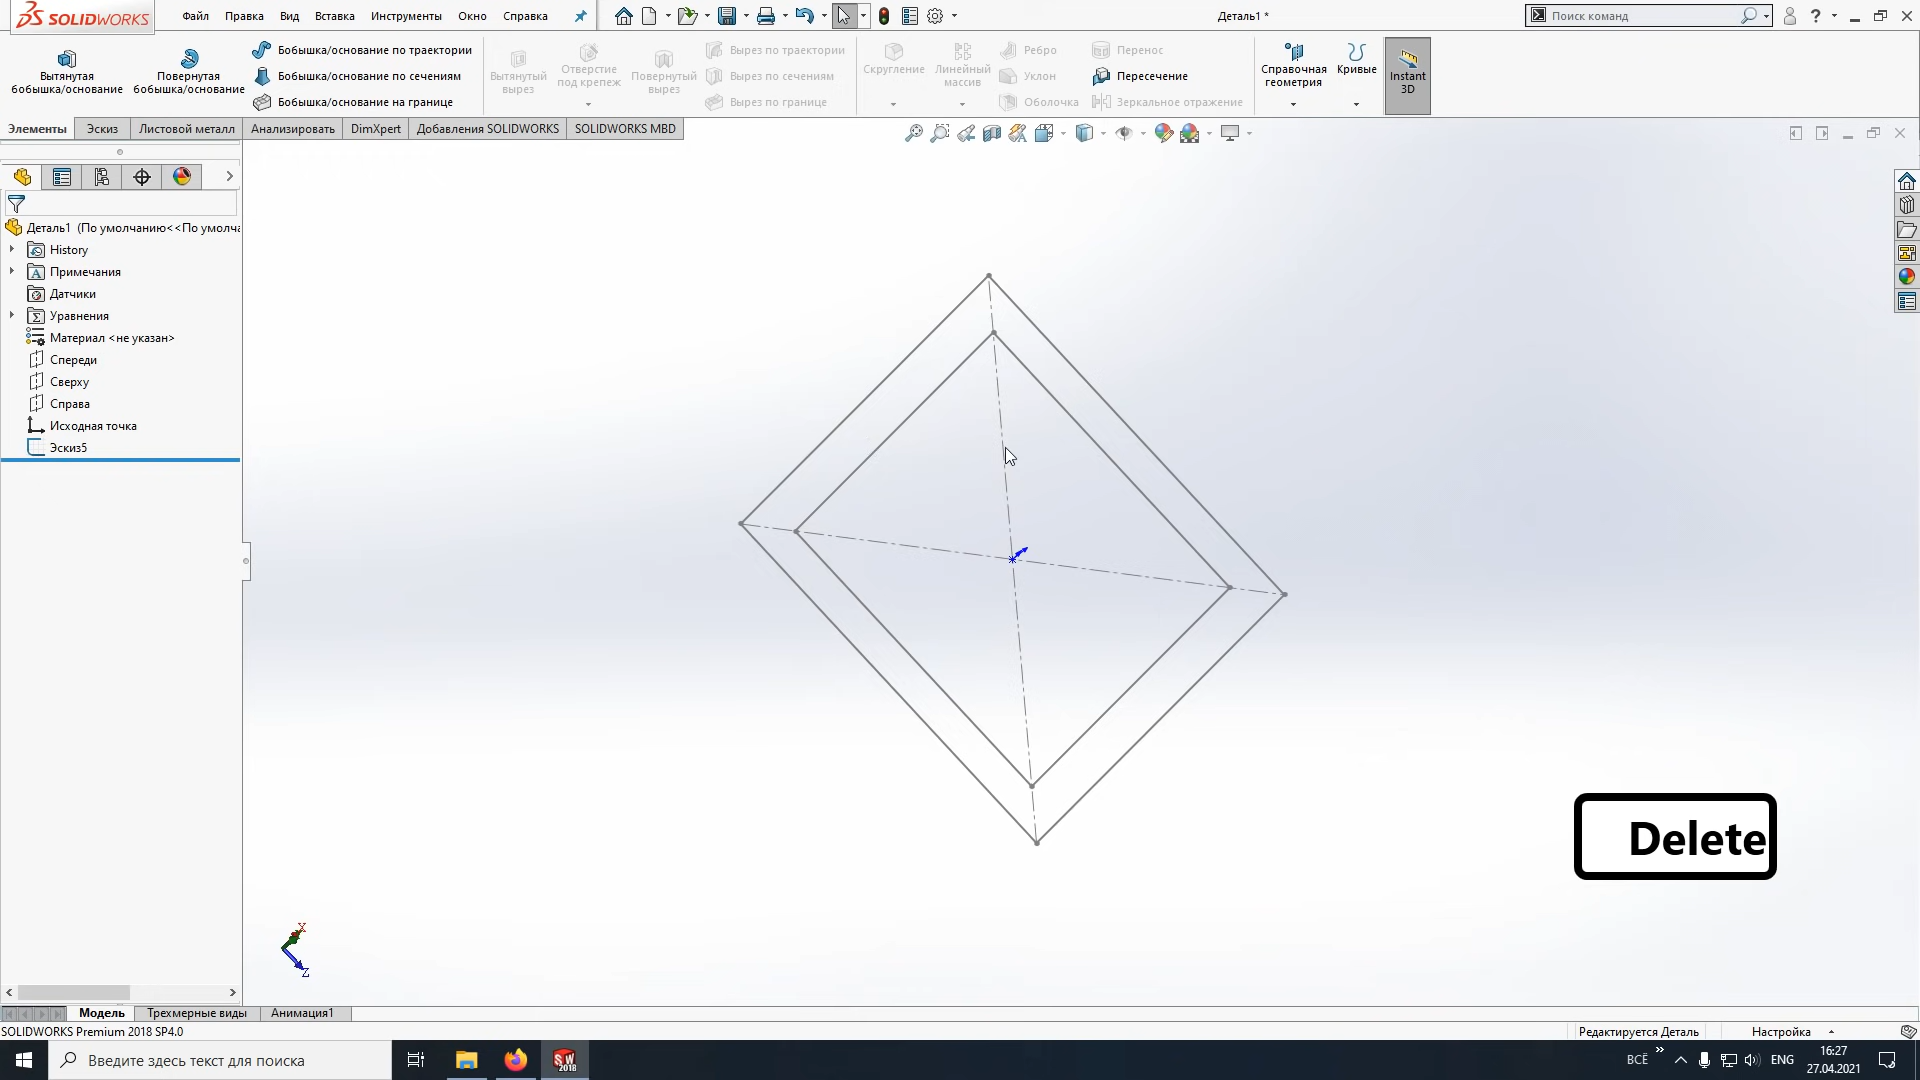 SOLIDWORKS
Файл Правка Вид Вставка Инструменты Окно Справка
Деталь1 *
Поиск команд
Вытянутая бобышка/основание
Повернутая бобышка/основание
Бобышка/основание по траектории
Бобышка/основание по сечениям
Бобышка/основание на границе
Вытянутый вырез
Отверстие под крепеж
Повернутый вырез
Вырез по траектории
Вырез по сечениям
Вырез по границе
Скругление
Линейный массив
Ребро
Уклон
Оболочка
Перенос
Пересечение
Зеркальное отражение
Справочная геометрия
Кривые
Instant 3D
Элементы Эскиз Листовой металл Анализировать DimXpert Добавления SOLIDWORKS SOLIDWORKS MBD
Деталь1 (По умолчанию<<По умолча
History
Примечания
Датчики
Уравнения
Материал <не указан>
Спереди
Сверху
Справа
Исходная точка
Эскиз5
Delete
X
Z
Модель Трехмерные виды Анимация1
SOLIDWORKS Premium 2018 SP4.0
Редактируется Деталь Настройка
Введите здесь текст для поиска
SW
2018
ВСЁ
ENG
16:27
27.04.2021